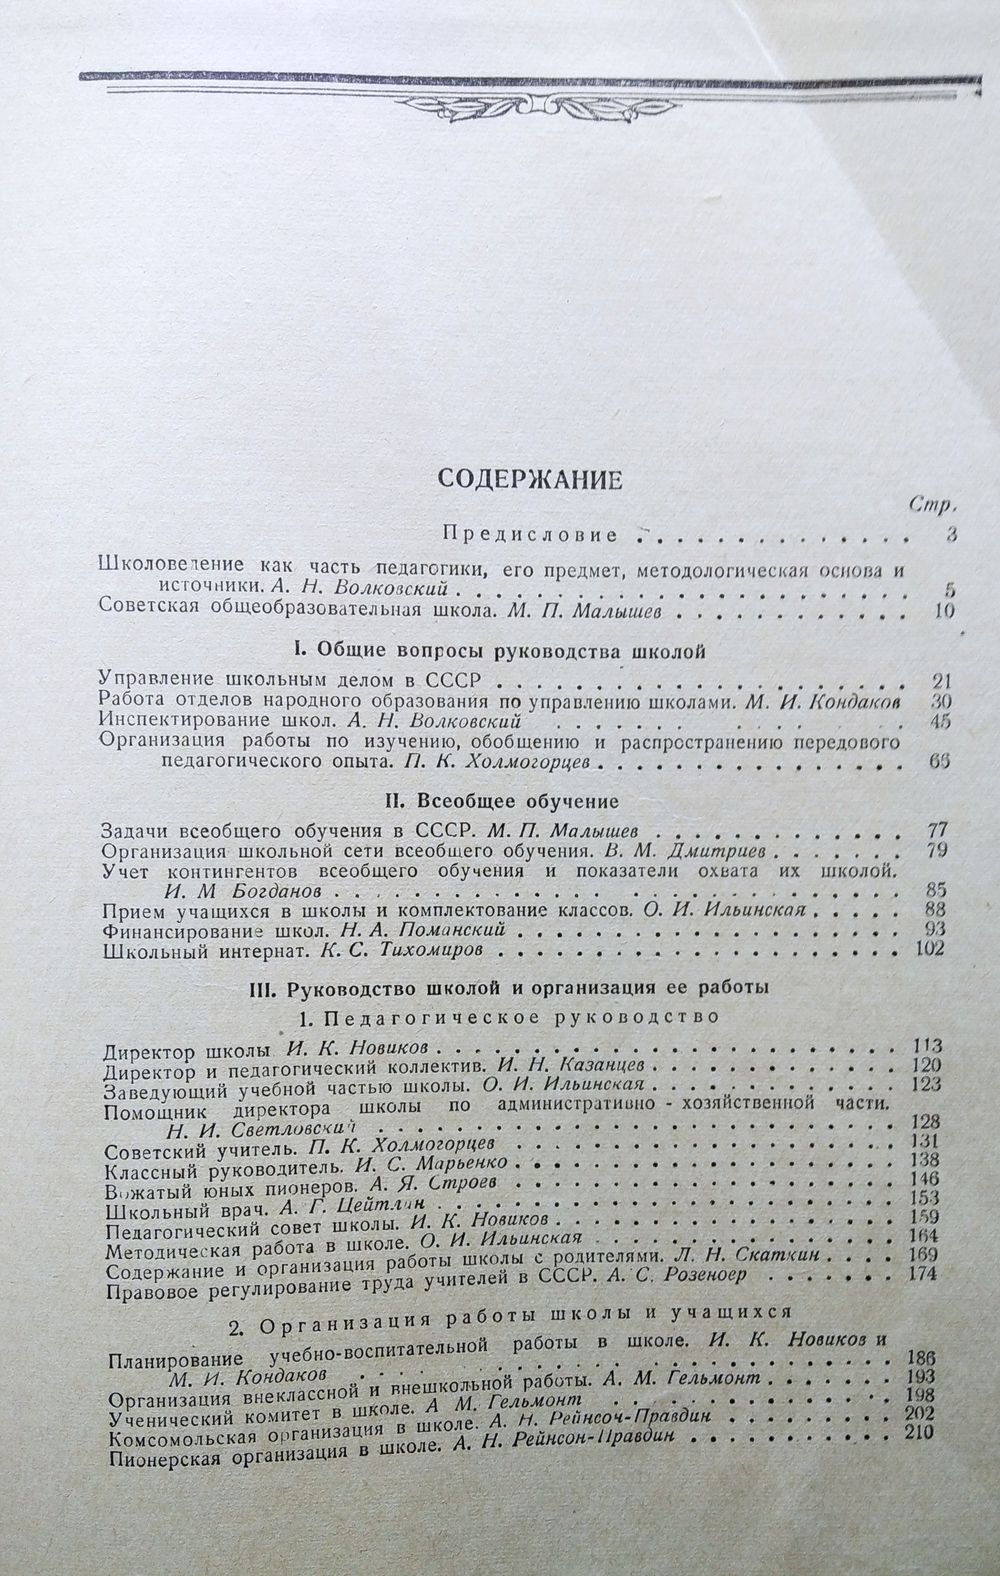 СОДЕРЖАНИЕ
Стр.
Предисловие . . . . . . . . . . . . . 3
Школоведение как часть педагогики, его предмет, методологическая основа и
источники. А. Н. Волковский . . . . . . . . . . . . . . . . . . . 5
Советская общеобразовательная школа. М. П. Малышев . . . . . . . . . . . . 10
I. Общие вопросы руководства школой
Управление школьным делом в СССР . . . . . . . . . . . . . . . . . . . 21
Работа отделов народного образования по управлению школами. М. И. Кондаков 30
Инспектирование школ. А. Н. Волковский . . . . . . . . . . . 45
Организация работы по изучению, обобщению и распространению передового
педагогического опыта. П. К. Холмогорцев . . . . . . . . . . . . . . . . 66
II. Всеобщее обучение
Задачи всеобщего обучения в СССР. М. П. Малышев . . . . . . . . . . . . . 77
Организация школьной сети всеобщего обучения. В. М. Дмитриев . . . . . . . 79
Учет контингентов всеобщего обучения и показатели охвата их школой.
И. М Богданов . . . . . . . . . . . . . . . . . . . . . . . . . 85
Прием учащихся в школы и комплектование классов. О. И. Ильинская . . . . . 88
Финансирование школ. Н. А. Поманский . . . . . . . . . . . . . . . . . . 93
Школьный интернат. К. С. Тихомиров . . . . . . . . . . . . . . . . . . . 102
III. Руководство школой и организация ее работы
1. Педагогическое руководство
Директор школы И. К. Новиков . . . . . . . . . . . . . . . . . . . . . . 113
Директор и педагогический коллектив. И. Н. Казанцев . . . . . . . . . . . . 120
Заведующий учебной частью школы. О. И. Ильинская . . . . . . . . . . . . . 123
Помощник директора школы по административно - хозяйственной части.
Н. И. Светловский . . . . . . . . . . . . . . . . . . . . . . . . . 128
Советский учитель. П. К. Холмогорцев . . . . . . . . . . . . . . . . . . . 131
Классный руководитель. И. С. Марьенко . . . . . . . . . . . . . . . . . . 138
Вожатый юных пионеров. А. Я. Строев . . . . . . . . . . . . . . . . . . . 146
Школьный врач. А. Г. Цейтлин . . . . . . . . . . . . . . . . . . . . . . 153
Педагогический совет школы. И. К. Новиков . . . . . . . . . . . . . . . . 159
Методическая работа в школе. О. И. Ильинская . . . . . . . . . . . . . . . 164
Содержание и организация работы школы с родителями. Л. Н. Скаткин . . . . 169
Правовое регулирование труда учителей в СССР. А. С. Розеноер . . . . . . . 174
2. Организация работы школы и учащихся
Планирование учебно-воспитательной работы в школе. И. К. Новиков и
М. И. Кондаков . . . . . . . . . . . . . . . . . . . . . . . . . . 186
Организация внеклассной и внешкольной работы. А. М. Гельмонт . . . . . . . 193
Ученический комитет в школе. А М. Гельмонт . . . . . . . . . . . . . . . 198
Комсомольская организация в школе. А. Н. Рейнсон-Правдин . . . . . . . . . 202
Пионерская организация в школе. А. Н. Рейнсон-Правдин . . . . . . . . . . . 210